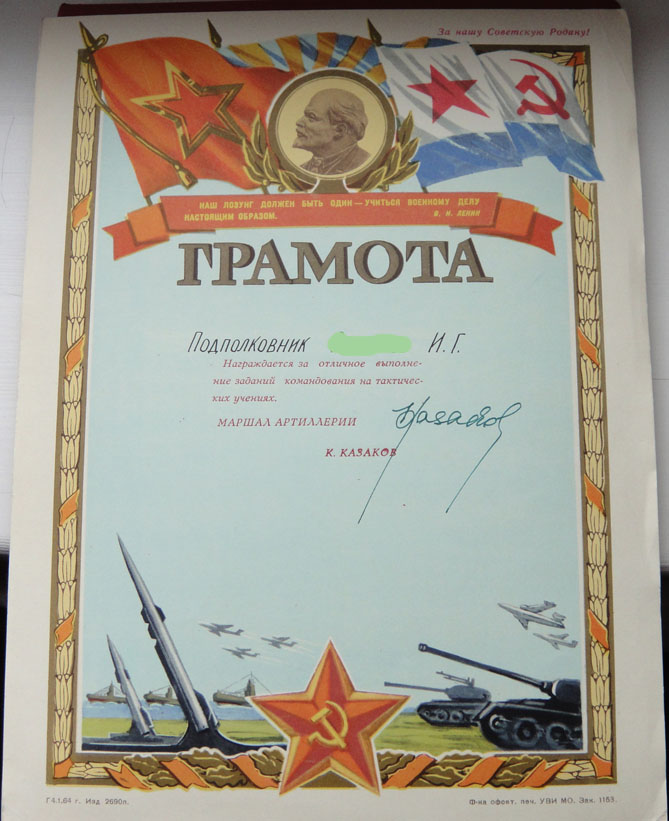 За нашу Советскую Родину!
НАШ ЛОЗУНГ ДОЛЖЕН БЫТЬ ОДИН — УЧИТЬСЯ ВОЕННОМУ ДЕЛУ
НАСТОЯЩИМ ОБРАЗОМ. В. И. ЛЕНИН
ГРАМОТА
Подполковник И. Г.
Награждается за отличное выполне-
ние заданий командования на тактичес-
ких учениях.
МАРШАЛ АРТИЛЛЕРИИ
Казаков
К. КАЗАКОВ
Г4.1.64 г. Изд 2690л.
Ф-ка офсет. печ. УВИ МО. Зак. 1153.